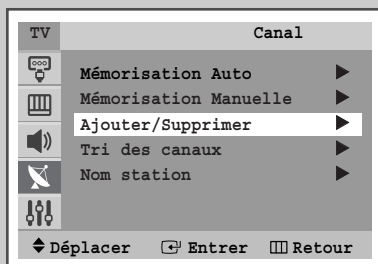 TV Canal
Mémorisation Auto
Mémorisation Manuelle
Ajouter/Supprimer
Tri des canaux
Nom station
Déplacer Entrer Retour